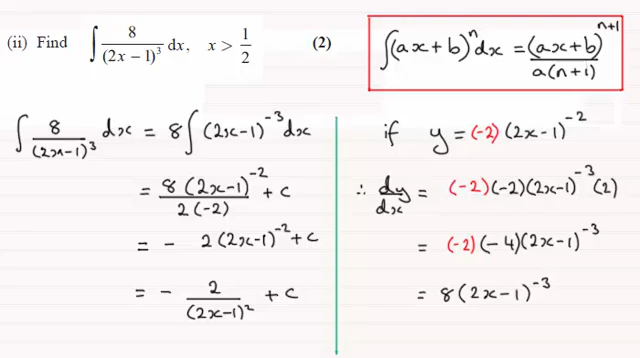 (ii) Find ∫ 8/(2x − 1)³ dx, x > 1/2 (2)
∫(ax+b)ⁿ dx = (ax+b)ⁿ⁺¹/a(n+1)
∫ 8/(2x-1)³ dx = 8∫(2x-1)⁻³ dx
= 8(2x-1)⁻²/2(-2) + c
= - 2(2x-1)⁻² + c
= - 2/(2x-1)² + c
if y = (-2)(2x-1)⁻²
∴ dy/dx = (-2)(-2)(2x-1)⁻³(2)
= (-2)(-4)(2x-1)⁻³
= 8(2x-1)⁻³